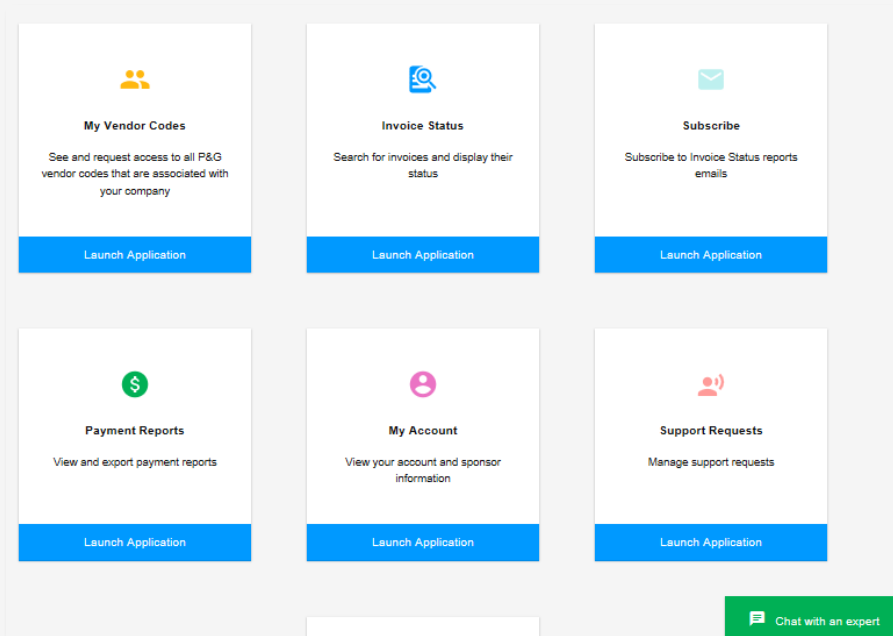 My Vendor Codes
See and request access to all P&G
vendor codes that are associated with
your company
Launch Application
Invoice Status
Search for invoices and display their
status
Launch Application
Subscribe
Subscribe to Invoice Status reports
emails
Launch Application
Payment Reports
View and export payment reports
Launch Application
My Account
View your account and sponsor
information
Launch Application
Support Requests
Manage support requests
Launch Application
Chat with an expert